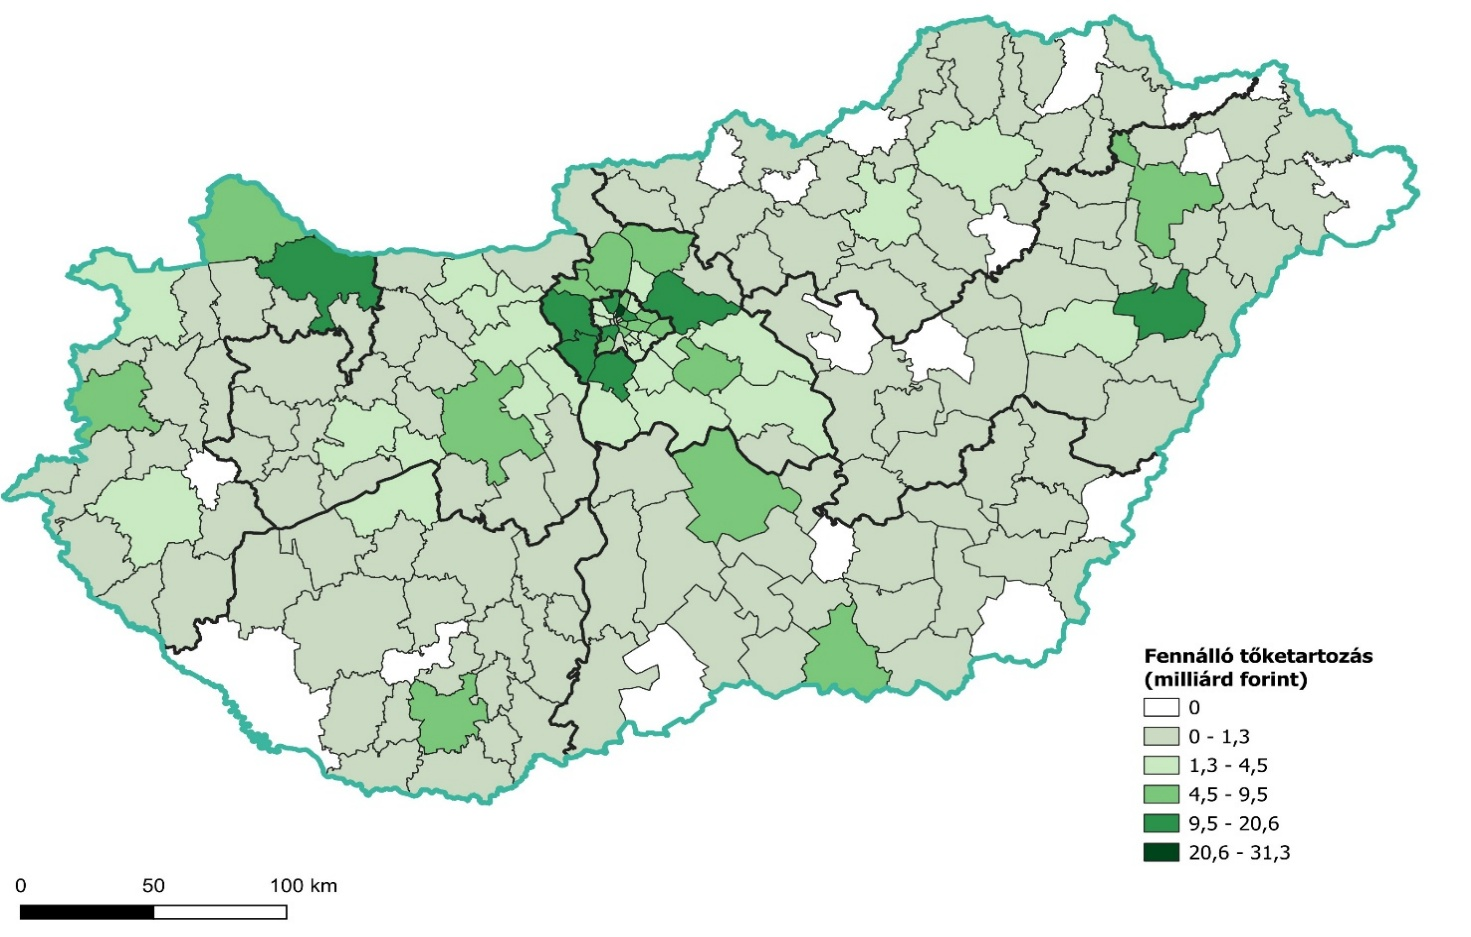 Fennálló tőketartozás
(milliárd forint)
0
0 - 1,3
1,3 - 4,5
4,5 - 9,5
9,5 - 20,6
20,6 - 31,3
0 50 100 km